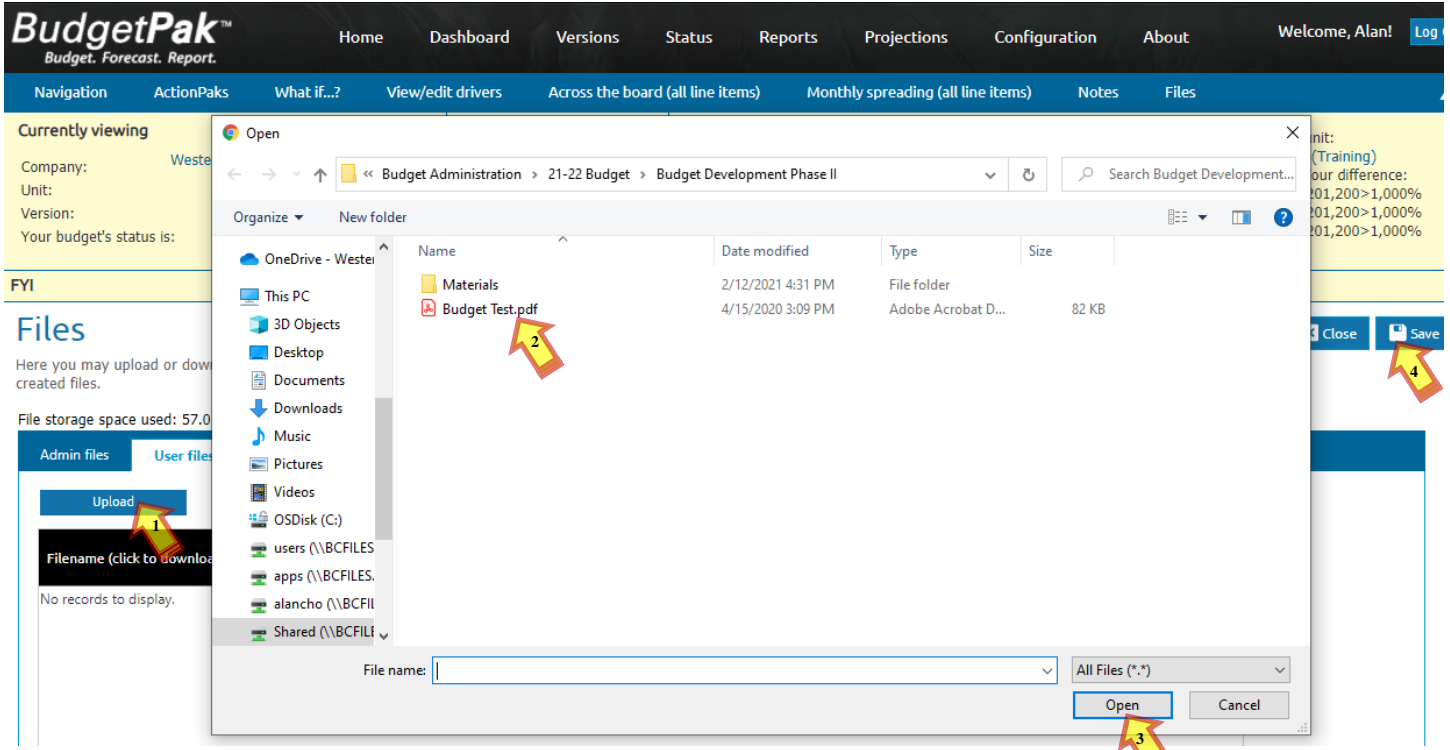 BudgetPak™
Budget. Forecast. Report.
Home Dashboard Versions Status Reports Projections Configuration About
Welcome, Alan! Log
Navigation ActionPaks What if...? View/edit drivers Across the board (all line items) Monthly spreading (all line items) Notes Files
Currently viewing
Company: Weste
Unit:
Version:
Your budget's status is:
nit:
(Training)
our difference:
201,200>1,000%
201,200>1,000%
201,200>1,000%
FYI
Files
Here you may upload or dow
created files.
Close Save
4
File storage space used: 57.0
Admin files User files
Upload
1
Filename (click to downloa
No records to display.
Open
« Budget Administration › 21-22 Budget › Budget Development Phase II
Search Budget Development...
Organize New folder
?
OneDrive - Wester
This PC
3D Objects
Desktop
Documents
Downloads
Music
Pictures
Videos
OSDisk (C:)
users (\\BCFILES
apps (\\BCFILES.
alancho (\\BCFIL
Shared (\\BCFILE
Name Date modified Type Size
Materials 2/12/2021 4:31 PM File folder
Budget Test.pdf 4/15/2020 3:09 PM Adobe Acrobat D... 82 KB
2
File name: All Files (*.*)
Open Cancel
3